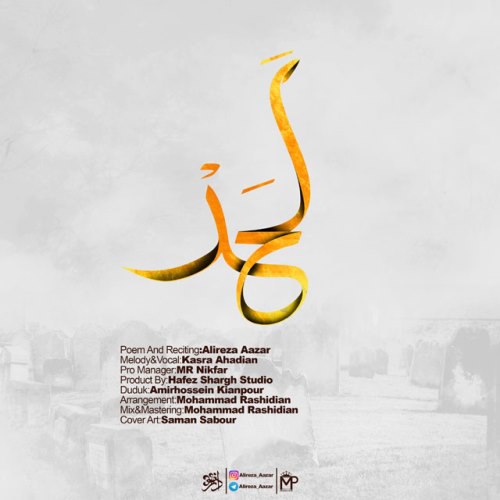 لَحَدْ
Poem And Reciting:Alireza Aazar
Melody&Vocal:Kasra Ahadian
Pro Manager:MR Nikfar
Product By:Hafez Shargh Studio
Duduk:Amirhossein Kianpour
Arrangement:Mohammad Rashidian
Mix&Mastering:Mohammad Rashidian
Cover Art:Saman Sabour
Alireza_Aazar
Alireza_Aazar
MP